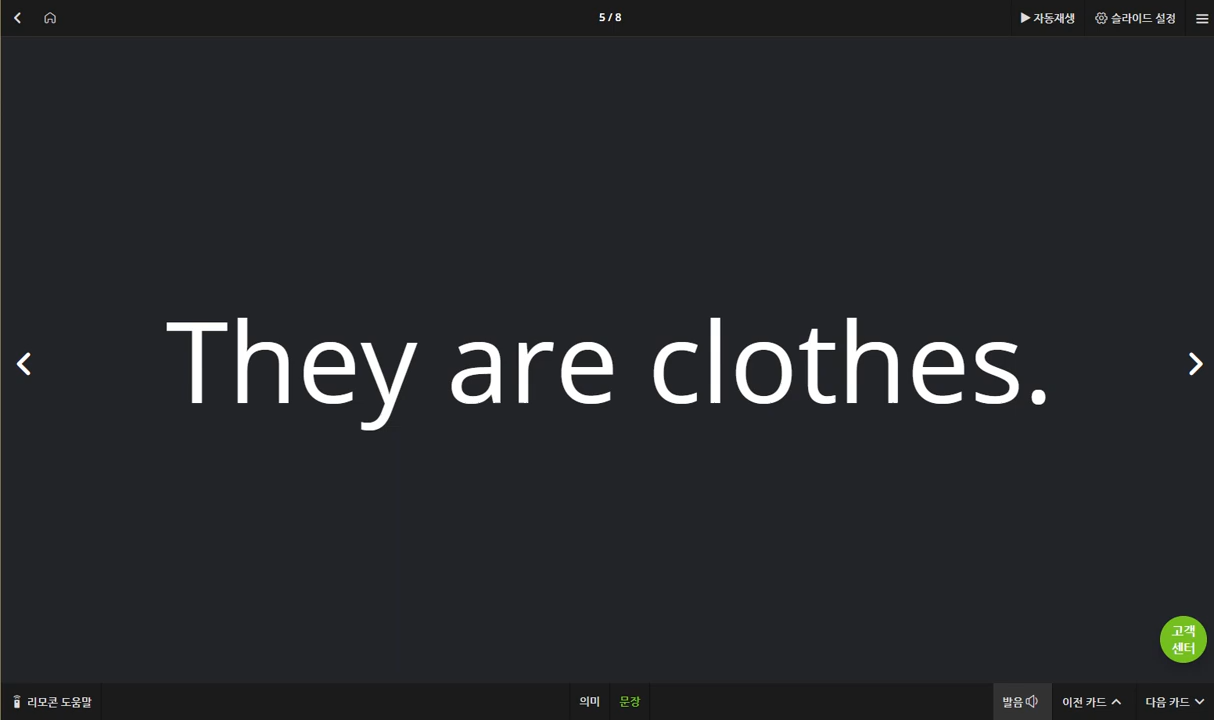 5 / 8
자동재생
슬라이드 설정
They are clothes.
고객
센터
리모콘 도움말
의미
문장
발음
이전 카드
다음 카드